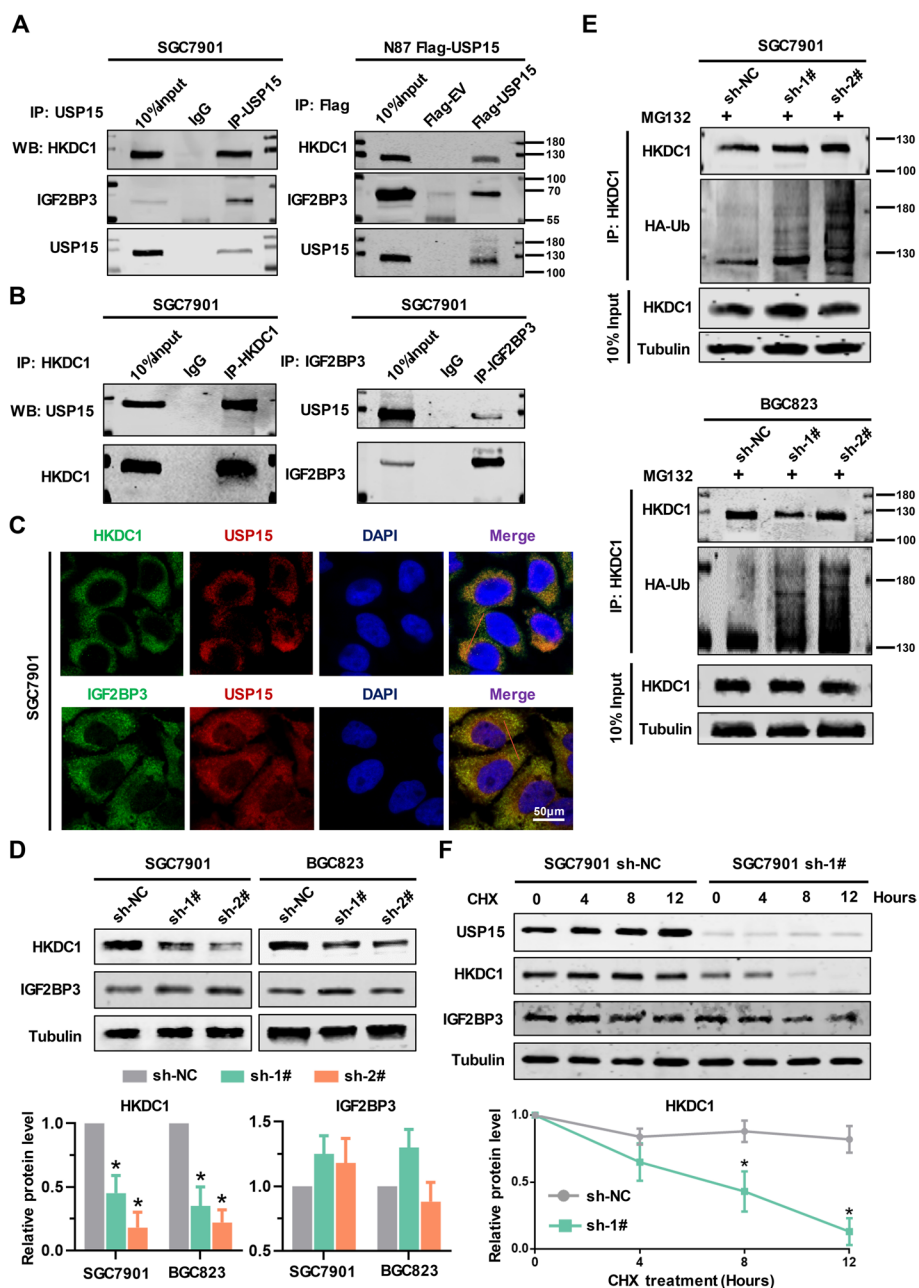 A
SGC7901
IP: USP15
10%Input
IgG
IP-USP15
WB: HKDC1
IGF2BP3
USP15
N87 Flag-USP15
IP: Flag
10%Input
Flag-EV
Flag-USP15
HKDC1
180
130
IGF2BP3
100
70
55
USP15
180
130
100
B
SGC7901
IP: HKDC1
10%Input
IgG
IP-HKDC1
WB: USP15
HKDC1
SGC7901
IP: IGF2BP3
10%Input
IgG
IP-IGF2BP3
USP15
IGF2BP3
C
SGC7901
HKDC1
USP15
DAPI
Merge
IGF2BP3
USP15
DAPI
Merge
50μm
D
SGC7901
BGC823
sh-NC
sh-1#
sh-2#
sh-NC
sh-1#
sh-2#
HKDC1
IGF2BP3
Tubulin
sh-NC
sh-1#
sh-2#
HKDC1
Relative protein level
1.0
0.5
0.0
* * * *
SGC7901
BGC823
IGF2BP3
1.5
1.0
0.5
SGC7901
BGC823
E
SGC7901
sh-NC
sh-1#
sh-2#
MG132 + + +
IP: HKDC1
HKDC1
130
100
HA-Ub
130
10% Input
HKDC1
Tubulin
BGC823
sh-NC
sh-1#
sh-2#
MG132 + + +
IP: HKDC1
HKDC1
180
130
100
HA-Ub
180
130
10% Input
HKDC1
Tubulin
F
SGC7901 sh-NC
SGC7901 sh-1#
CHX 0 4 8 12 0 4 8 12 Hours
USP15
HKDC1
IGF2BP3
Tubulin
HKDC1
Relative protein level
1.0
0.5
0.0
sh-NC
sh-1#
*
*
0 4 8 12
CHX treatment (Hours)